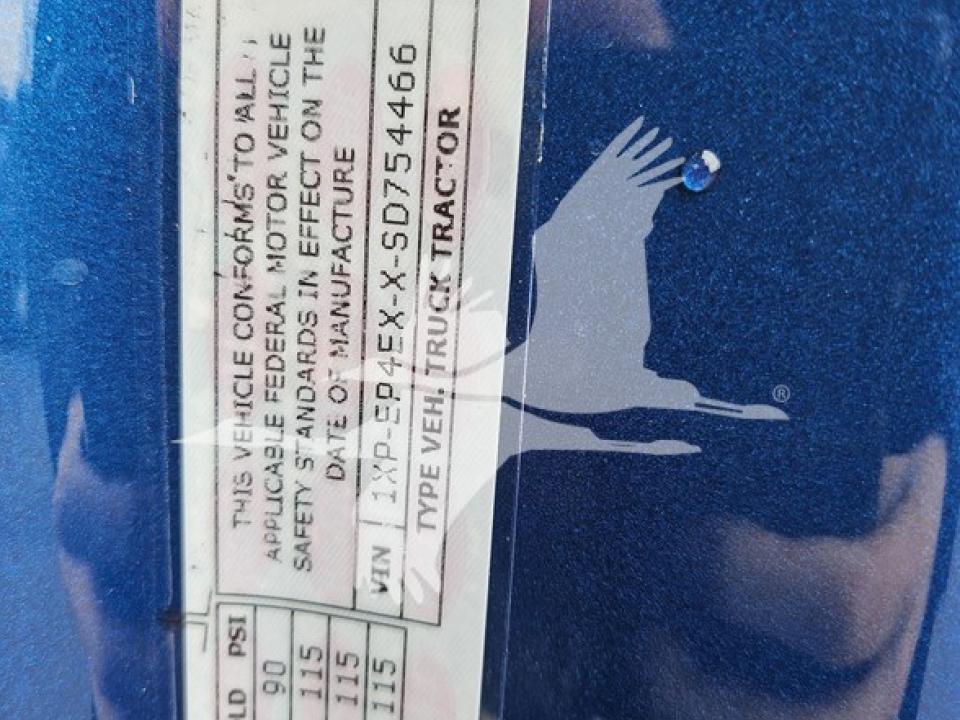 THIS VEHICLE CONFORMS TO ALL
APPLICABLE FEDERAL MOTOR VEHICLE
SAFETY STANDARDS IN EFFECT ON THE
DATE OF MANUFACTURE
VIN 1XP-EP4EX-X-SD754466
TYPE VEH. TRUCK TRACTOR
LD PSI
90
115
115
115
®